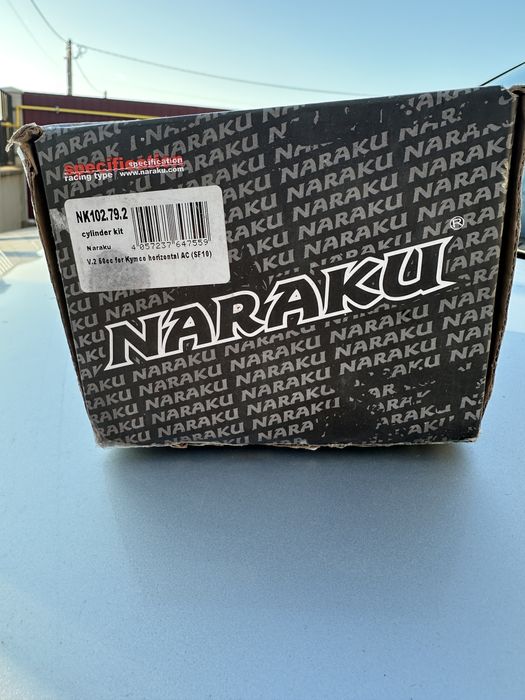 NARAKU
specification
racing type www.naraku.com
NK102.79.2
cylinder kit
Naraku
4 057237 647559
V.2 50cc for Kymco horizontal AC (SF10)
NARAKU®